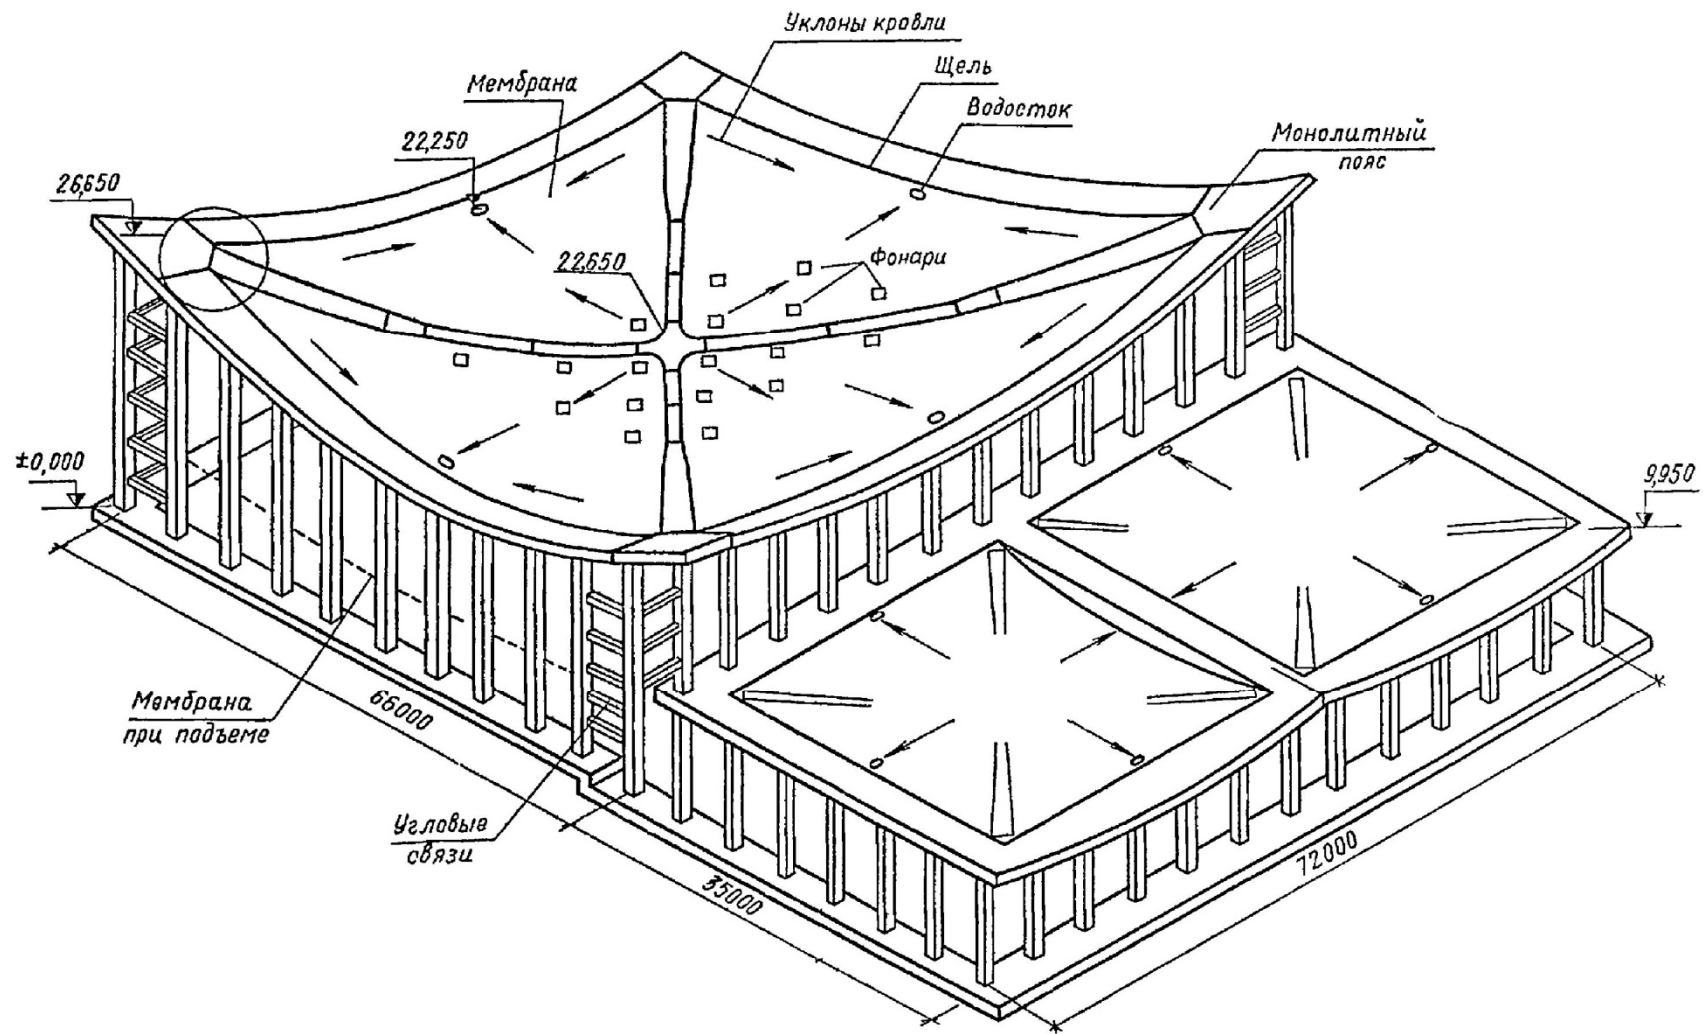 Уклоны кровли
Щель
Мембрана
Водосток
Монолитный
пояс
22,250
26,650
Фонари
22,650
±0,000
9,950
Мембрана
при подъеме
66000
Угловые
связи
35000
72000